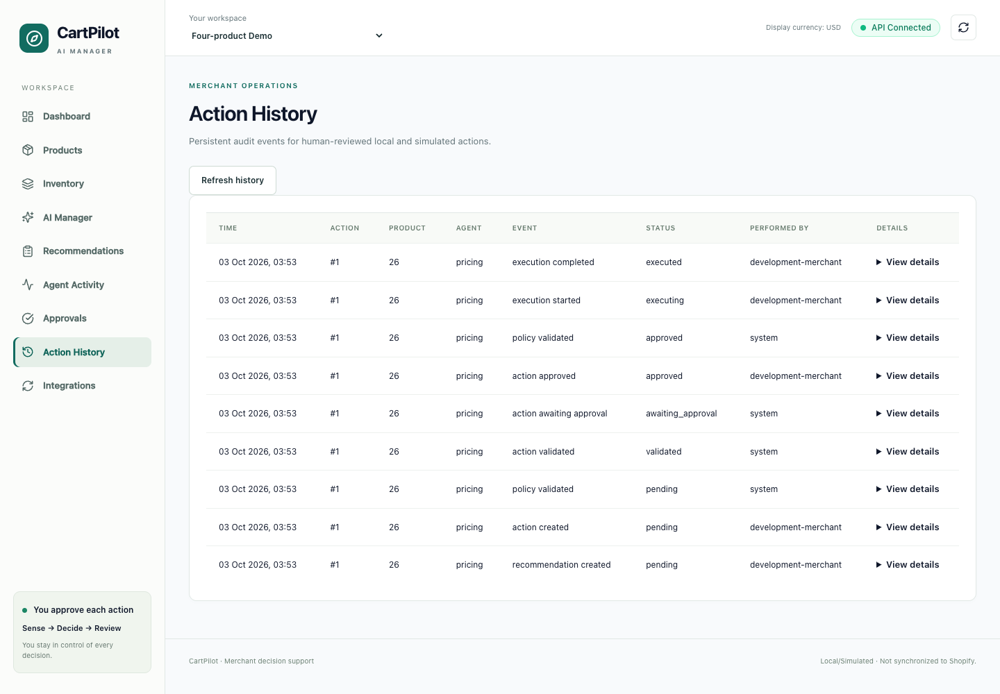 CartPilot
AI MANAGER
WORKSPACE
Dashboard
Products
Inventory
AI Manager
Recommendations
Agent Activity
Approvals
Action History
Integrations
You approve each action
Sense → Decide → Review
You stay in control of every
decision.
Your workspace
Four-product Demo
Display currency: USD
API Connected
MERCHANT OPERATIONS
Action History
Persistent audit events for human-reviewed local and simulated actions.
Refresh history
TIME ACTION PRODUCT AGENT EVENT STATUS PERFORMED BY DETAILS
03 Oct 2026, 03:53 #1 26 pricing execution completed executed development-merchant ▶ View details
03 Oct 2026, 03:53 #1 26 pricing execution started executing development-merchant ▶ View details
03 Oct 2026, 03:53 #1 26 pricing policy validated approved system ▶ View details
03 Oct 2026, 03:53 #1 26 pricing action approved approved development-merchant ▶ View details
03 Oct 2026, 03:53 #1 26 pricing action awaiting approval awaiting_approval system ▶ View details
03 Oct 2026, 03:53 #1 26 pricing action validated validated system ▶ View details
03 Oct 2026, 03:53 #1 26 pricing policy validated pending system ▶ View details
03 Oct 2026, 03:53 #1 26 pricing action created pending development-merchant ▶ View details
03 Oct 2026, 03:53 #1 26 pricing recommendation created pending development-merchant ▶ View details
CartPilot · Merchant decision support
Local/Simulated · Not synchronized to Shopify.